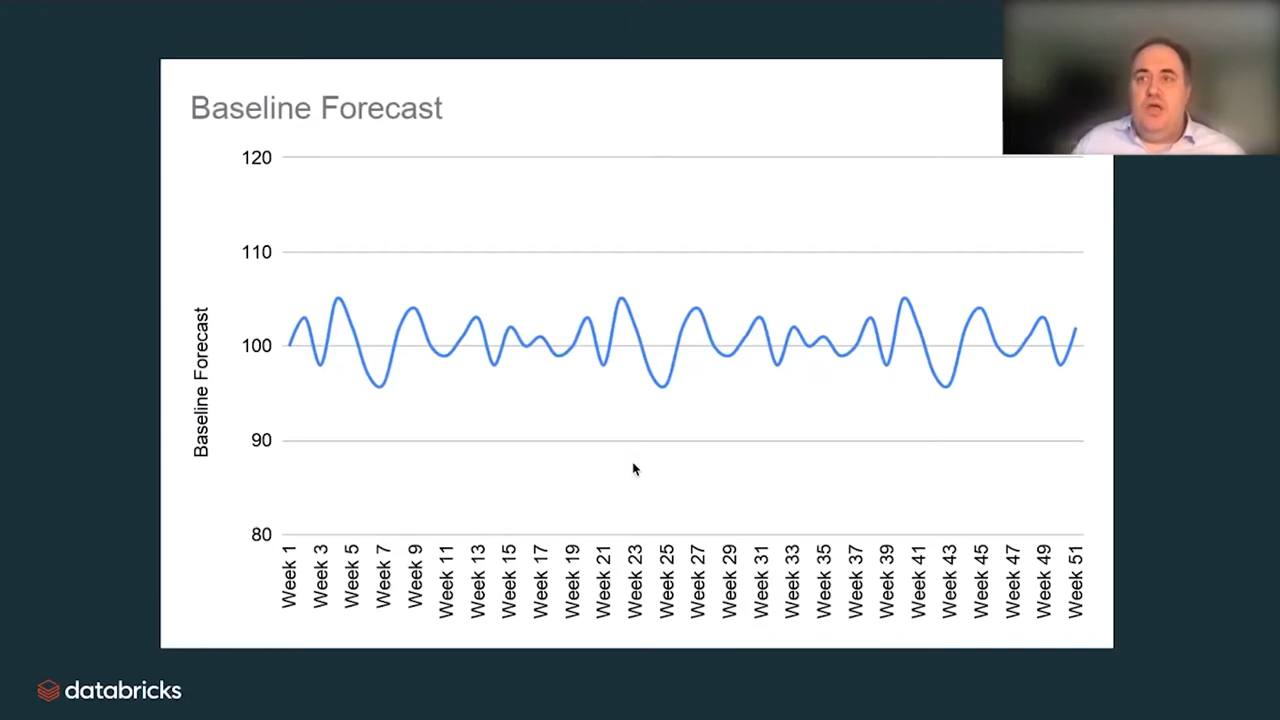 Baseline Forecast
120
110
100
90
80
Baseline Forecast
Week 1
Week 3
Week 5
Week 7
Week 9
Week 11
Week 13
Week 15
Week 17
Week 19
Week 21
Week 23
Week 25
Week 27
Week 29
Week 31
Week 33
Week 35
Week 37
Week 39
Week 41
Week 43
Week 45
Week 47
Week 49
Week 51
databricks